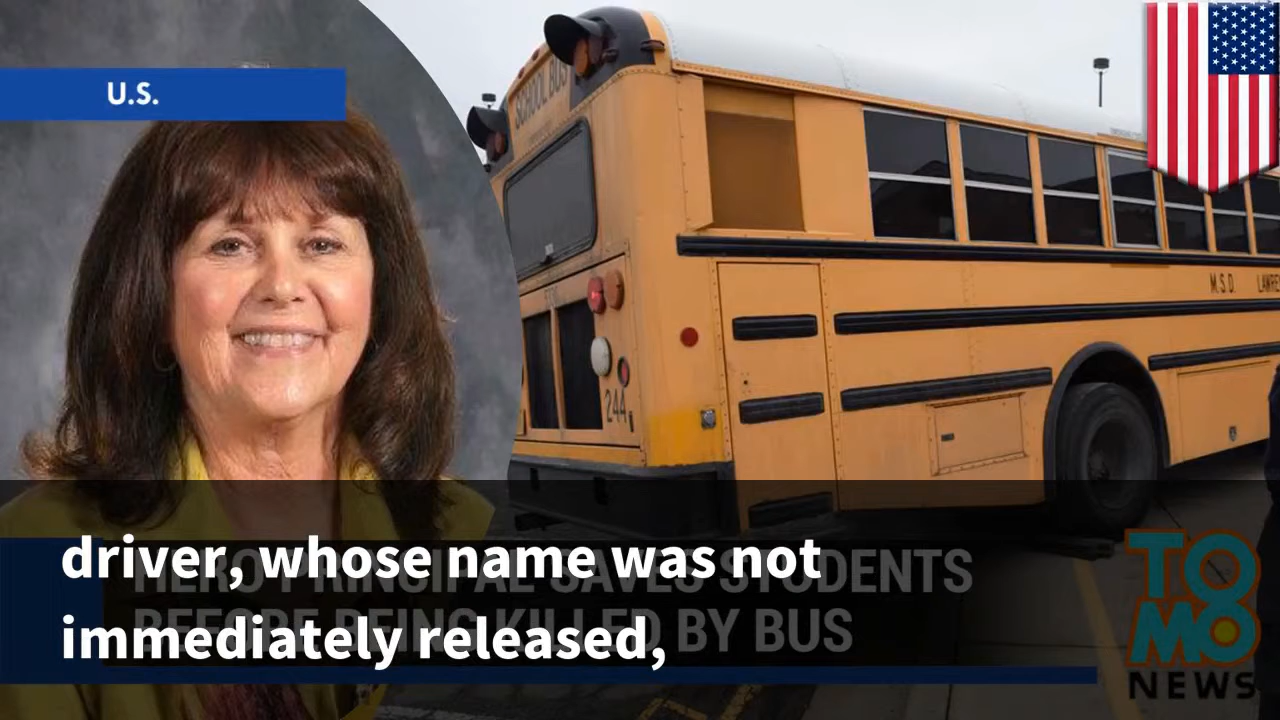 U.S.
SCHOOL BUS
M.S.D. LAWRE
244
HERO PRINCIPAL SAVES STUDENTS
BEFORE BEING KILLED BY BUS
driver, whose name was not
immediately released,
TOMO
NEWS